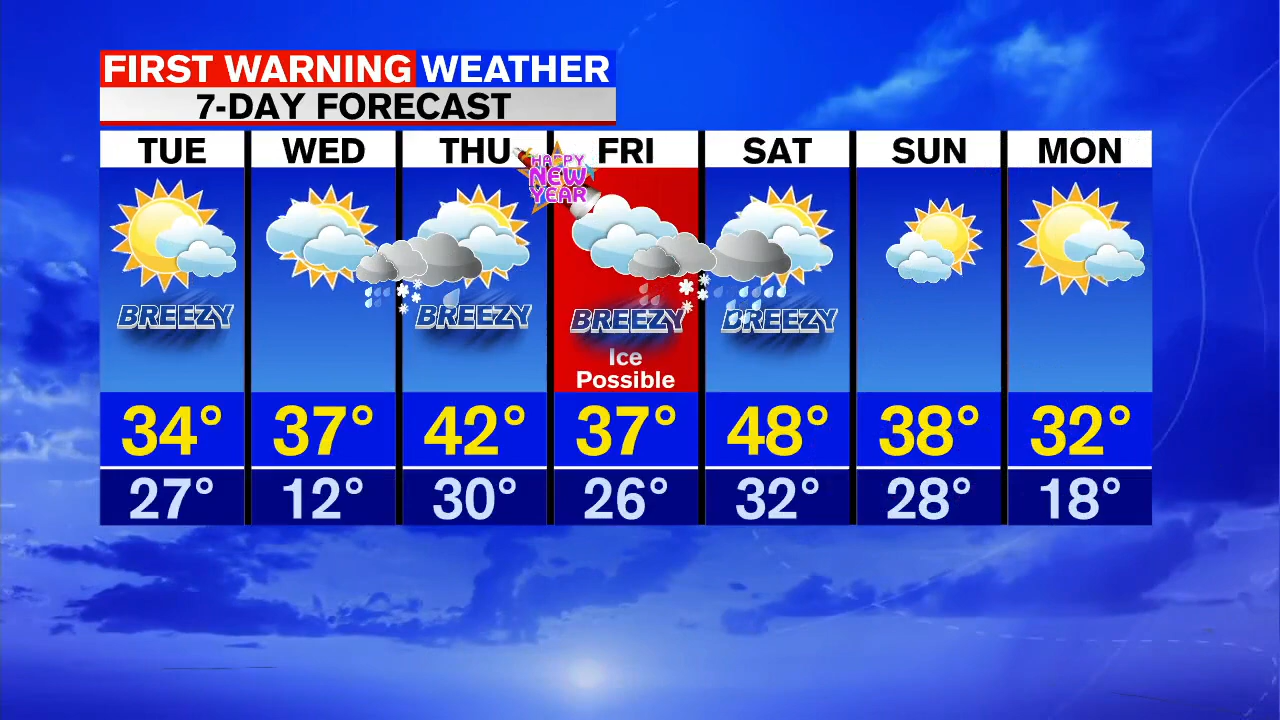 FIRST WARNING WEATHER
7-DAY FORECAST
TUE WED THU FRI SAT SUN MON
HAPPY
NEW
YEAR
BREEZY BREEZY BREEZY BREEZY
Ice
Possible
34° 37° 42° 37° 48° 38° 32°
27° 12° 30° 26° 32° 28° 18°